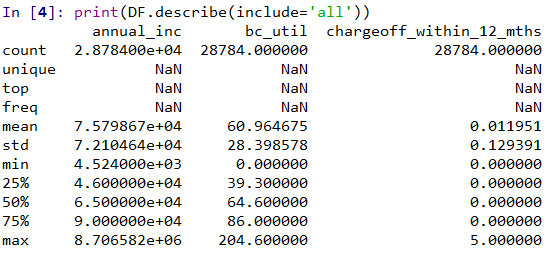 In [4]: print(DF.describe(include='all'))
annual_inc bc_util chargeoff_within_12_mths
count 2.878400e+04 28784.000000 28784.000000
unique NaN NaN NaN
top NaN NaN NaN
freq NaN NaN NaN
mean 7.579867e+04 60.964675 0.011951
std 7.210464e+04 28.398578 0.129391
min 4.524000e+03 0.000000 0.000000
25% 4.600000e+04 39.300000 0.000000
50% 6.500000e+04 64.600000 0.000000
75% 9.000000e+04 86.000000 0.000000
max 8.706582e+06 204.600000 5.000000